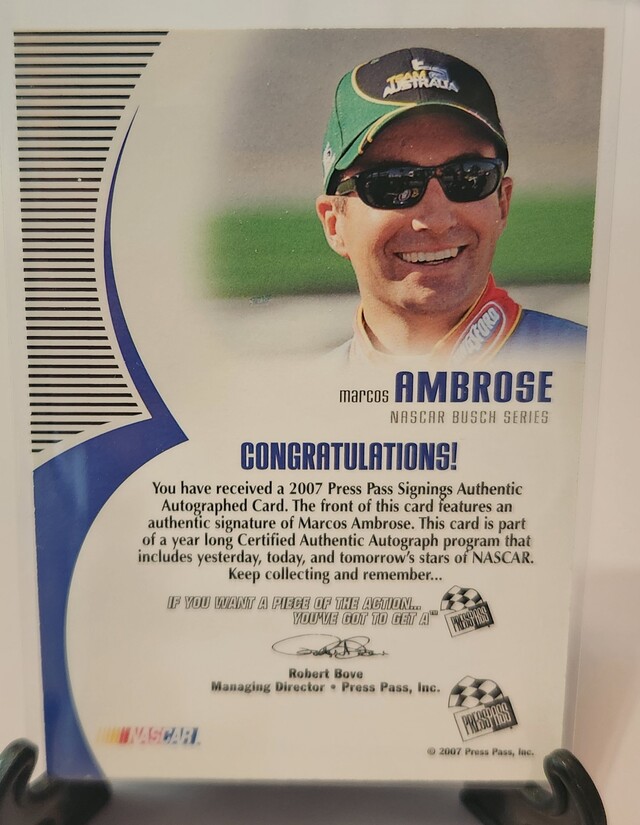 TEAM
AUSTRALIA
marcos AMBROSE
NASCAR BUSCH SERIES
CONGRATULATIONS!
You have received a 2007 Press Pass Signings Authentic
Autographed Card. The front of this card features an
authentic signature of Marcos Ambrose. This card is part
of a year long Certified Authentic Autograph program that
includes yesterday, today, and tomorrow's stars of NASCAR.
Keep collecting and remember...
IF YOU WANT A PIECE OF THE ACTION...
YOU'VE GOT TO GET A™
PRESS PASS
Robert Bove
Managing Director • Press Pass, Inc.
PRESS PASS
NASCAR.
© 2007 Press Pass, Inc.